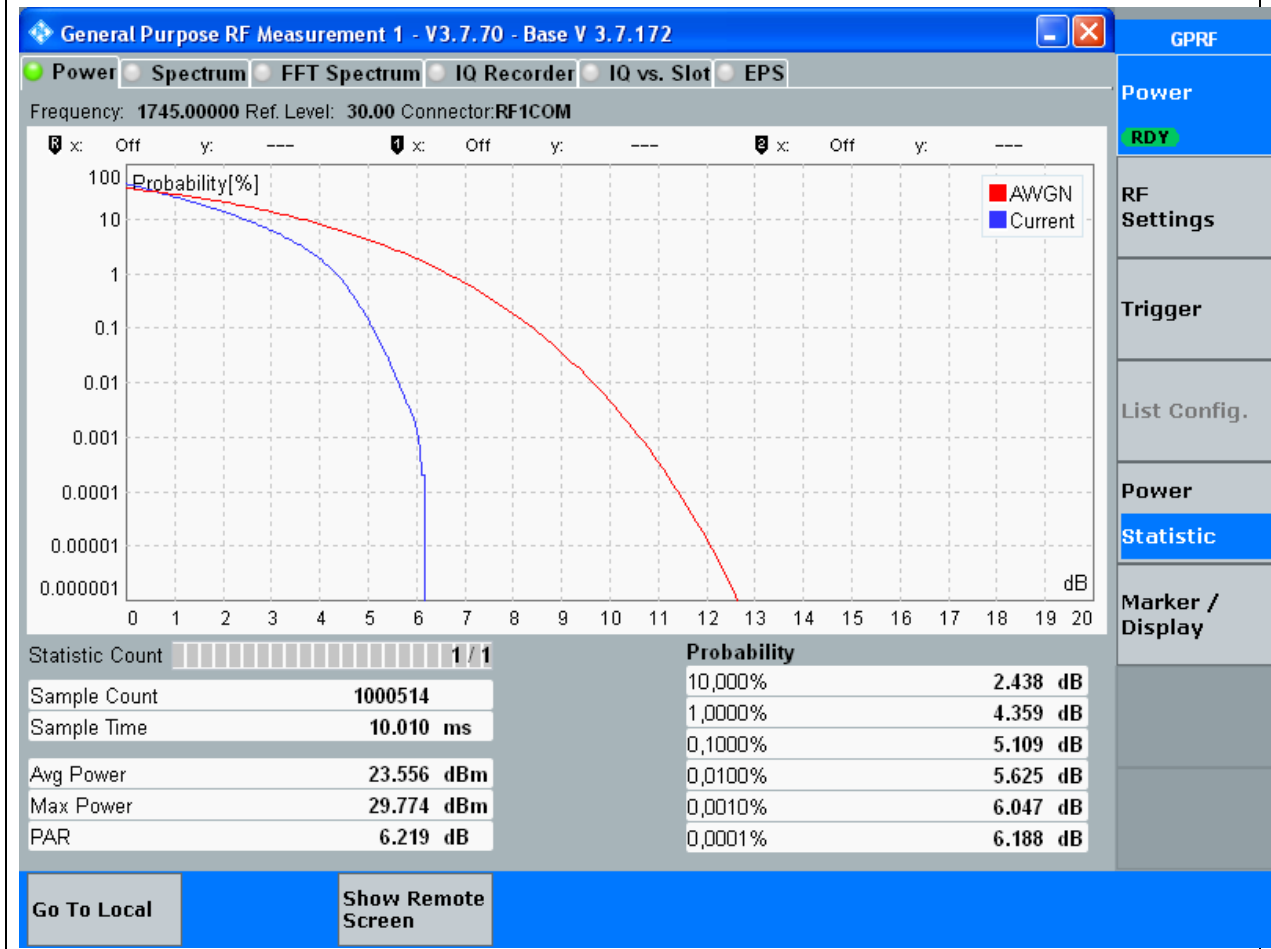 General Purpose RF Measurement 1 - V3.7.70 - Base V 3.7.172
GPRF
Power Spectrum FFT Spectrum IQ Recorder IQ vs. Slot EPS
Frequency: 1745.00000 Ref. Level: 30.00 Connector:RF1COM
R x: Off y: --- 1 x: Off y: --- 2 x: Off y: ---
Probability[%]
AWGN
Current
100
10
1
0.1
0.01
0.001
0.0001
0.00001
0.000001
dB
0 1 2 3 4 5 6 7 8 9 10 11 12 13 14 15 16 17 18 19 20
Statistic Count 1 / 1
Sample Count 1000514
Sample Time 10.010 ms
Avg Power 23.556 dBm
Max Power 29.774 dBm
PAR 6.219 dB
Probability
10,000% 2.438 dB
1,0000% 4.359 dB
0,1000% 5.109 dB
0,0100% 5.625 dB
0,0010% 6.047 dB
0,0001% 6.188 dB
Power
RDY
RF
Settings
Trigger
List Config.
Power
Statistic
Marker /
Display
Go To Local
Show Remote
Screen